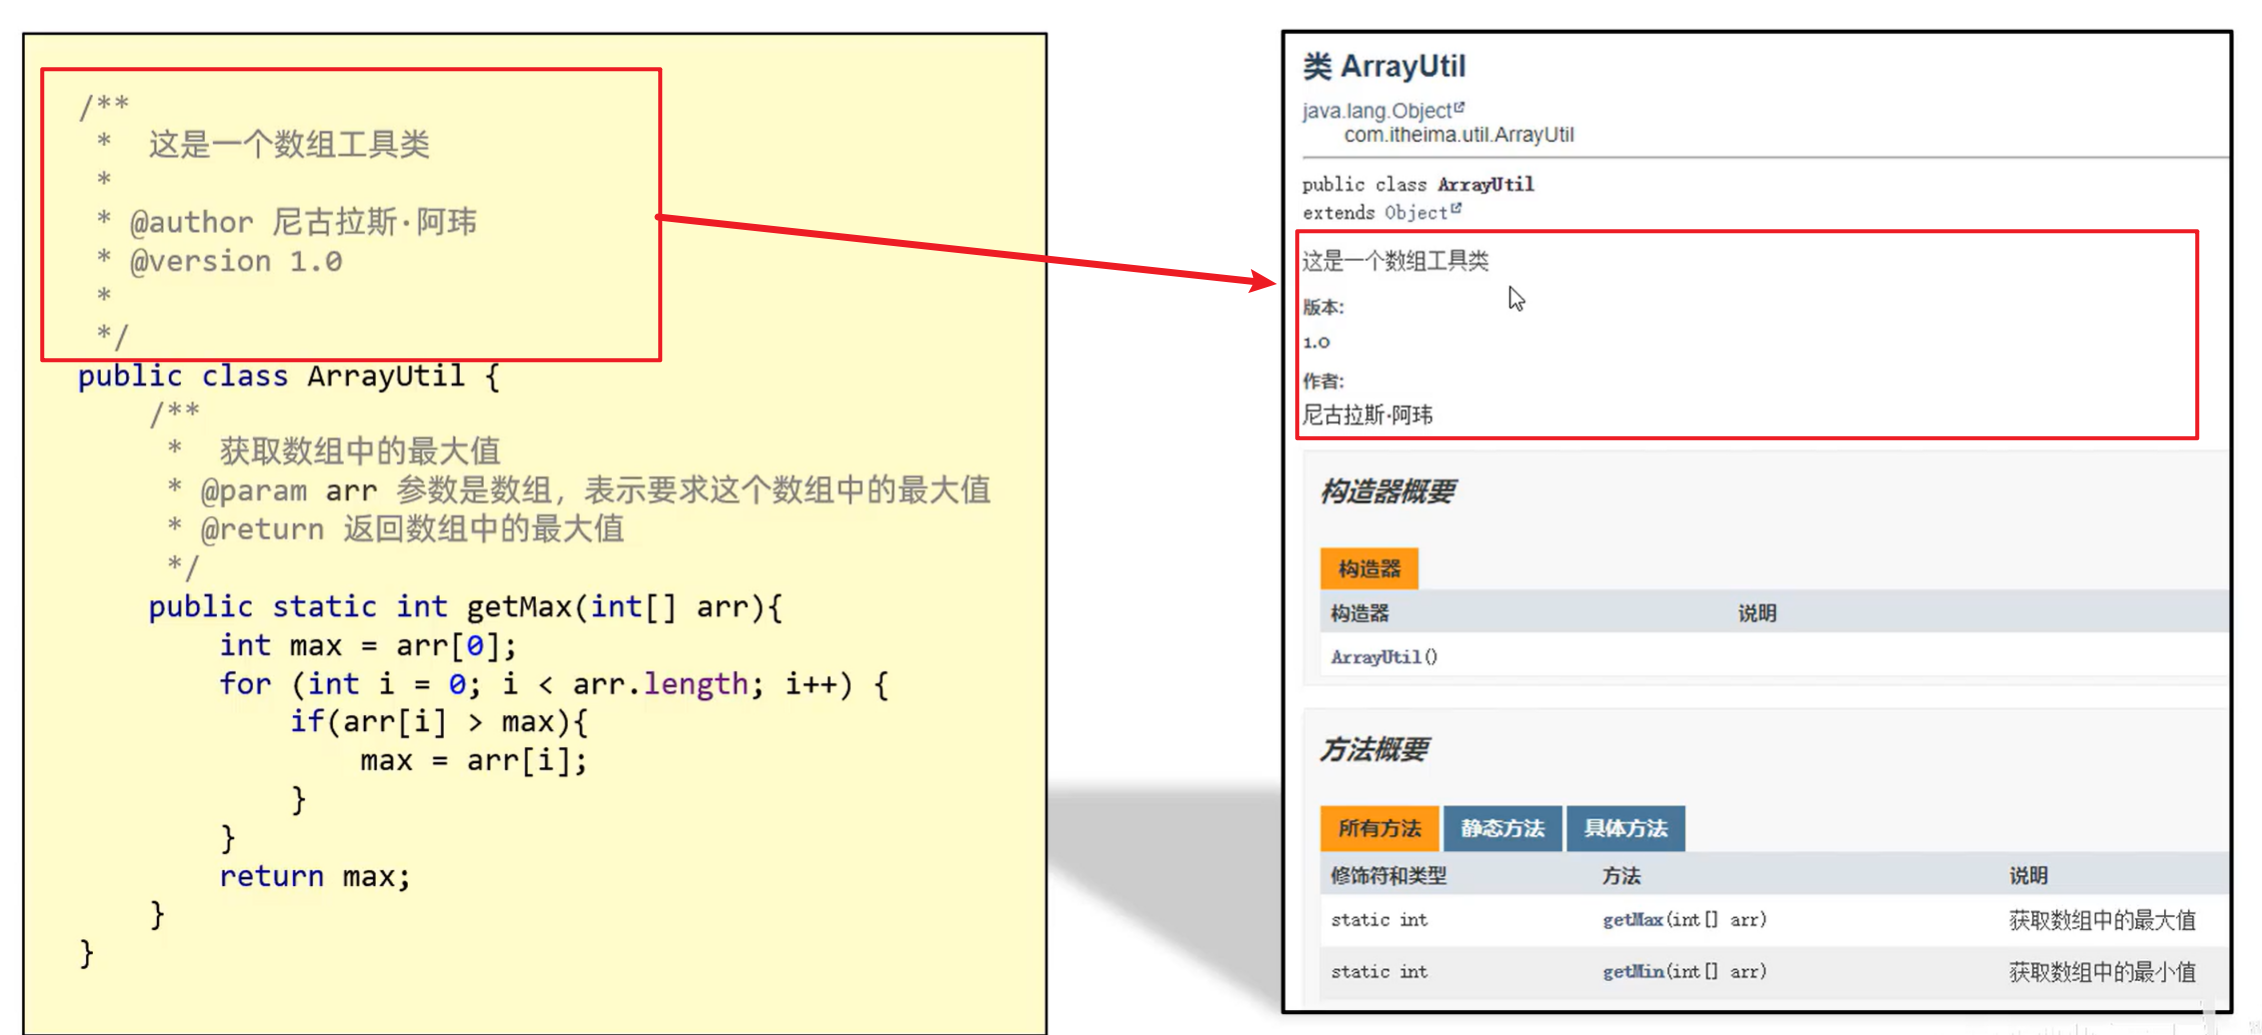 /**
*  这是一个数组工具类
*
* @author 尼古拉斯·阿玮
* @version 1.0
*
*/
public class ArrayUtil {
/**
*  获取数组中的最大值
* @param arr 参数是数组，表示要求这个数组中的最大值
* @return 返回数组中的最大值
*/
public static int getMax(int[] arr){
int max = arr[0];
for (int i = 0; i < arr.length; i++) {
if(arr[i] > max){
max = arr[i];
}
}
return max;
}
}
类 ArrayUtil
java.lang.Object
com.itheima.util.ArrayUtil
public class ArrayUtil
extends Object
这是一个数组工具类
版本:
1.0
作者:
尼古拉斯·阿玮
构造器概要
构造器
构造器 说明
ArrayUtil()
方法概要
所有方法 静态方法 具体方法
修饰符和类型 方法 说明
static int getMax(int[] arr) 获取数组中的最大值
static int getMin(int[] arr) 获取数组中的最小值